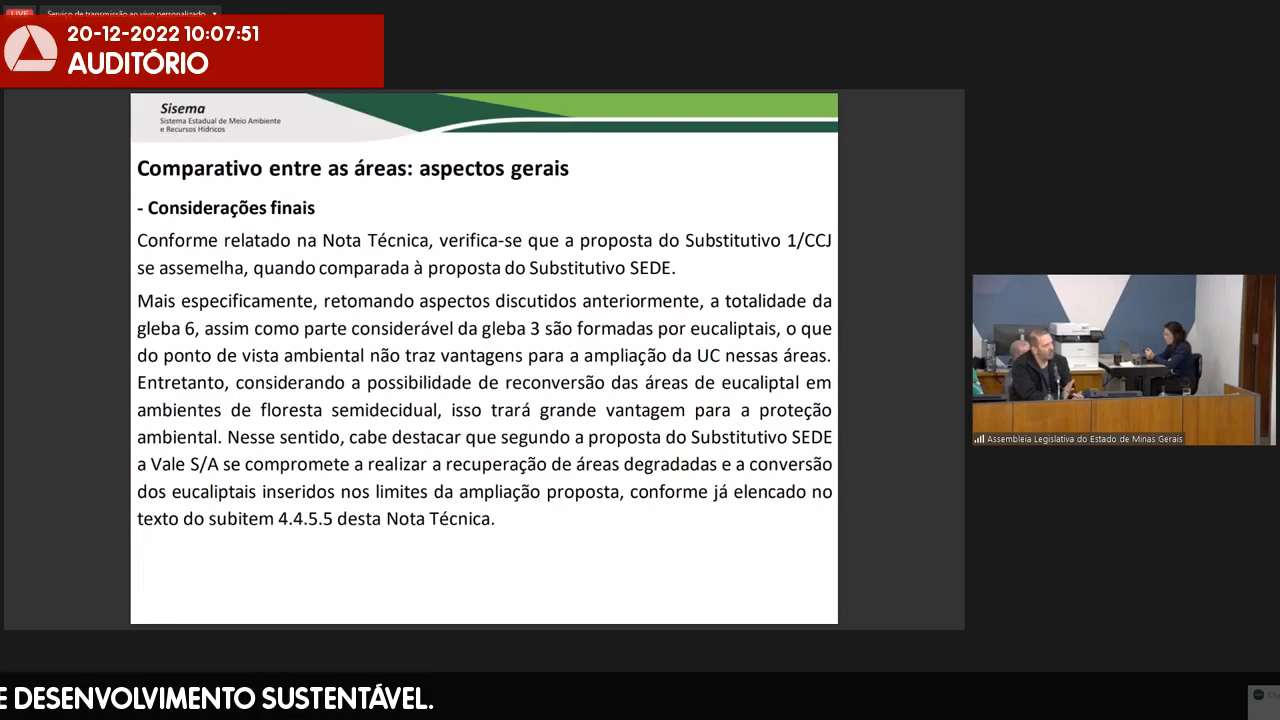 LIVE
Serviço de transmissão ao vivo personalizado
20-12-2022 10:07:51
AUDITÓRIO
Sisema
Sistema Estadual de Meio Ambiente
e Recursos Hídricos
Comparativo entre as áreas: aspectos gerais
- Considerações finais
Conforme relatado na Nota Técnica, verifica-se que a proposta do Substitutivo 1/CCJ
se assemelha, quando comparada à proposta do Substitutivo SEDE.
Mais especificamente, retomando aspectos discutidos anteriormente, a totalidade da
gleba 6, assim como parte considerável da gleba 3 são formadas por eucaliptais, o que
do ponto de vista ambiental não traz vantagens para a ampliação da UC nessas áreas.
Entretanto, considerando a possibilidade de reconversão das áreas de eucaliptal em
ambientes de floresta semidecidual, isso trará grande vantagem para a proteção
ambiental. Nesse sentido, cabe destacar que segundo a proposta do Substitutivo SEDE
a Vale S/A se compromete a realizar a recuperação de áreas degradadas e a conversão
dos eucaliptais inseridos nos limites da ampliação proposta, conforme já elencado no
texto do subitem 4.4.5.5 desta Nota Técnica.
Assembleia Legislativa do Estado de Minas Gerais
E DESENVOLVIMENTO SUSTENTÁVEL.